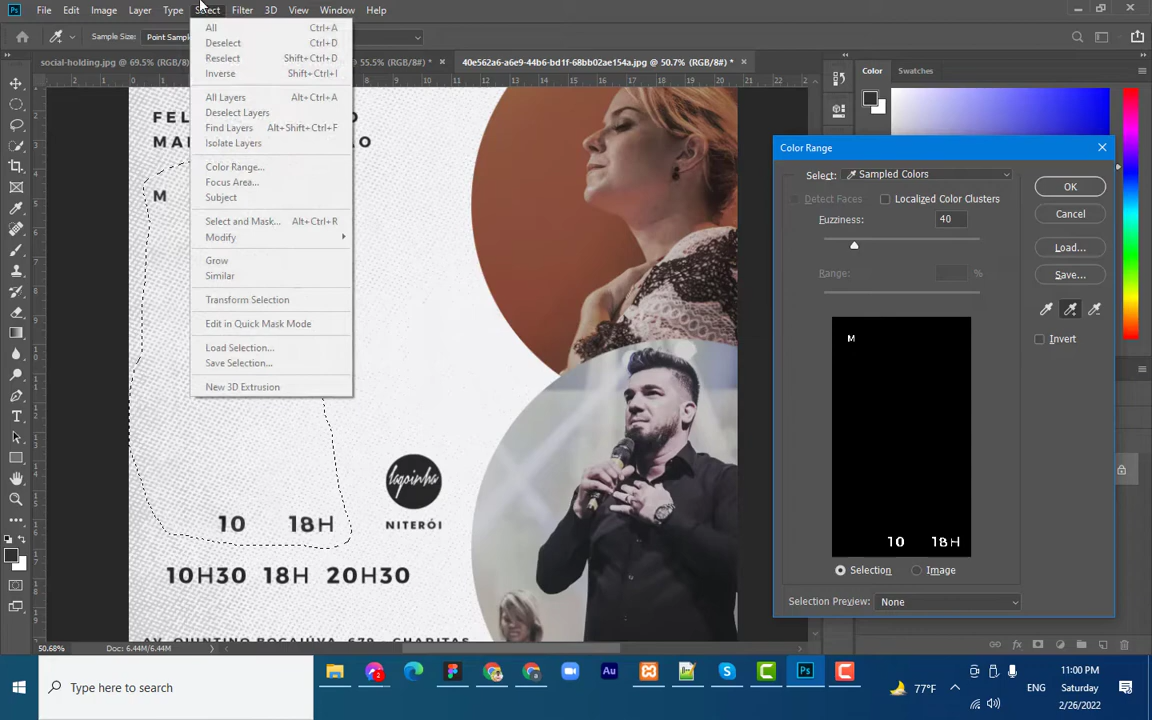 Ps File Edit Image Layer Type Select Filter 3D View Window Help
Sample Size: Point Sample
social-holding.jpg @ 69.5% (RGB/8#) 55.5% (RGB/8#) * × 40e562a6-a6e9-44b6-bd1f-68bb02ae154a.jpg @ 50.7% (RGB/8#) * ×
All Ctrl+A
Deselect Ctrl+D
Reselect Shift+Ctrl+D
Inverse Shift+Ctrl+I
All Layers Alt+Ctrl+A
Deselect Layers
Find Layers Alt+Shift+Ctrl+F
Isolate Layers
Color Range...
Focus Area...
Subject
Select and Mask... Alt+Ctrl+R
Modify
Grow
Similar
Transform Selection
Edit in Quick Mask Mode
Load Selection...
Save Selection...
New 3D Extrusion
M
10 18H
10H30 18H 20H30
AV. QUINTINO BOCAIÚVA, 679 - CHARITAS
lagoinha
NITERÓI
Color Swatches
Color Range
Select: Sampled Colors
Detect Faces Localized Color Clusters
Fuzziness: 40
Range: %
OK
Cancel
Load...
Save...
Invert
M
10 18H
Selection Image
Selection Preview: None
50.68% Doc: 6.44M/6.44M
Type here to search
Au
Ps
77°F
ENG
11:00 PM
Saturday
2/26/2022